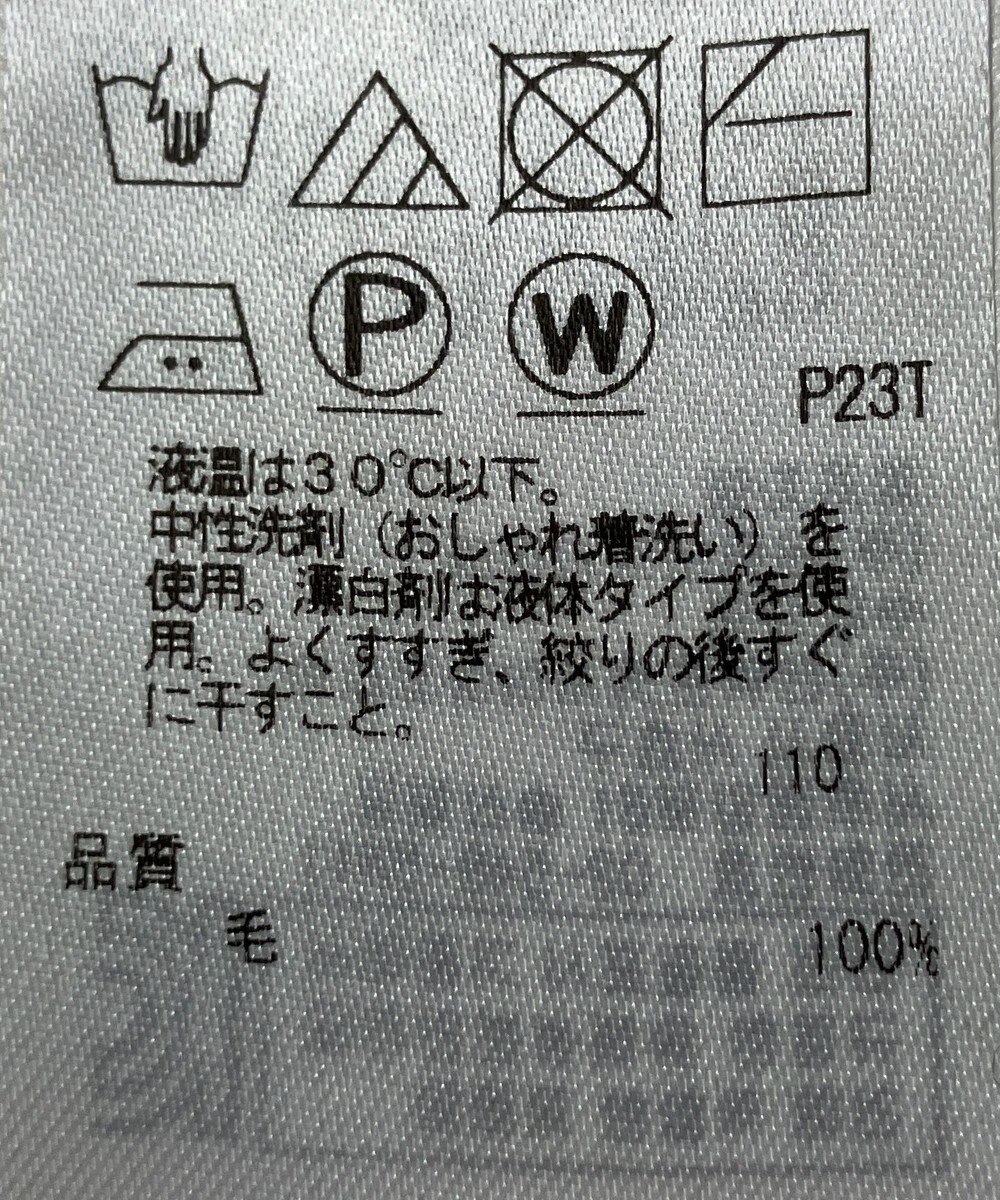 P
W
P23T
液温は30℃以下。
中性洗剤（おしゃれ着洗い）を
使用。漂白剤は液体タイプを使
用。よくすすぎ、絞りの後すぐ
に干すこと。
110
品質
毛 100%